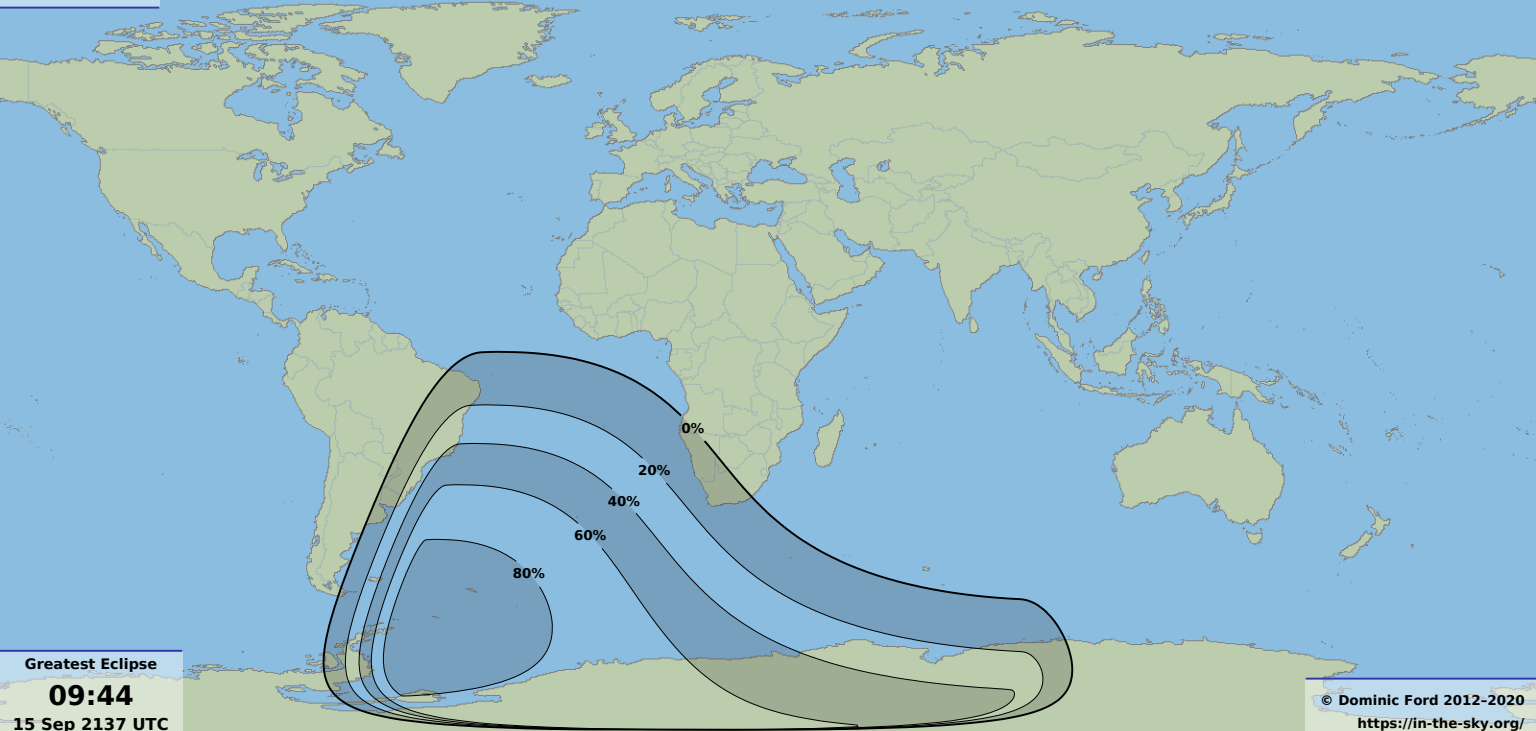 0%
20%
40%
60%
80%
Greatest Eclipse
09:44
15 Sep 2137 UTC
© Dominic Ford 2012–2020
https://in-the-sky.org/